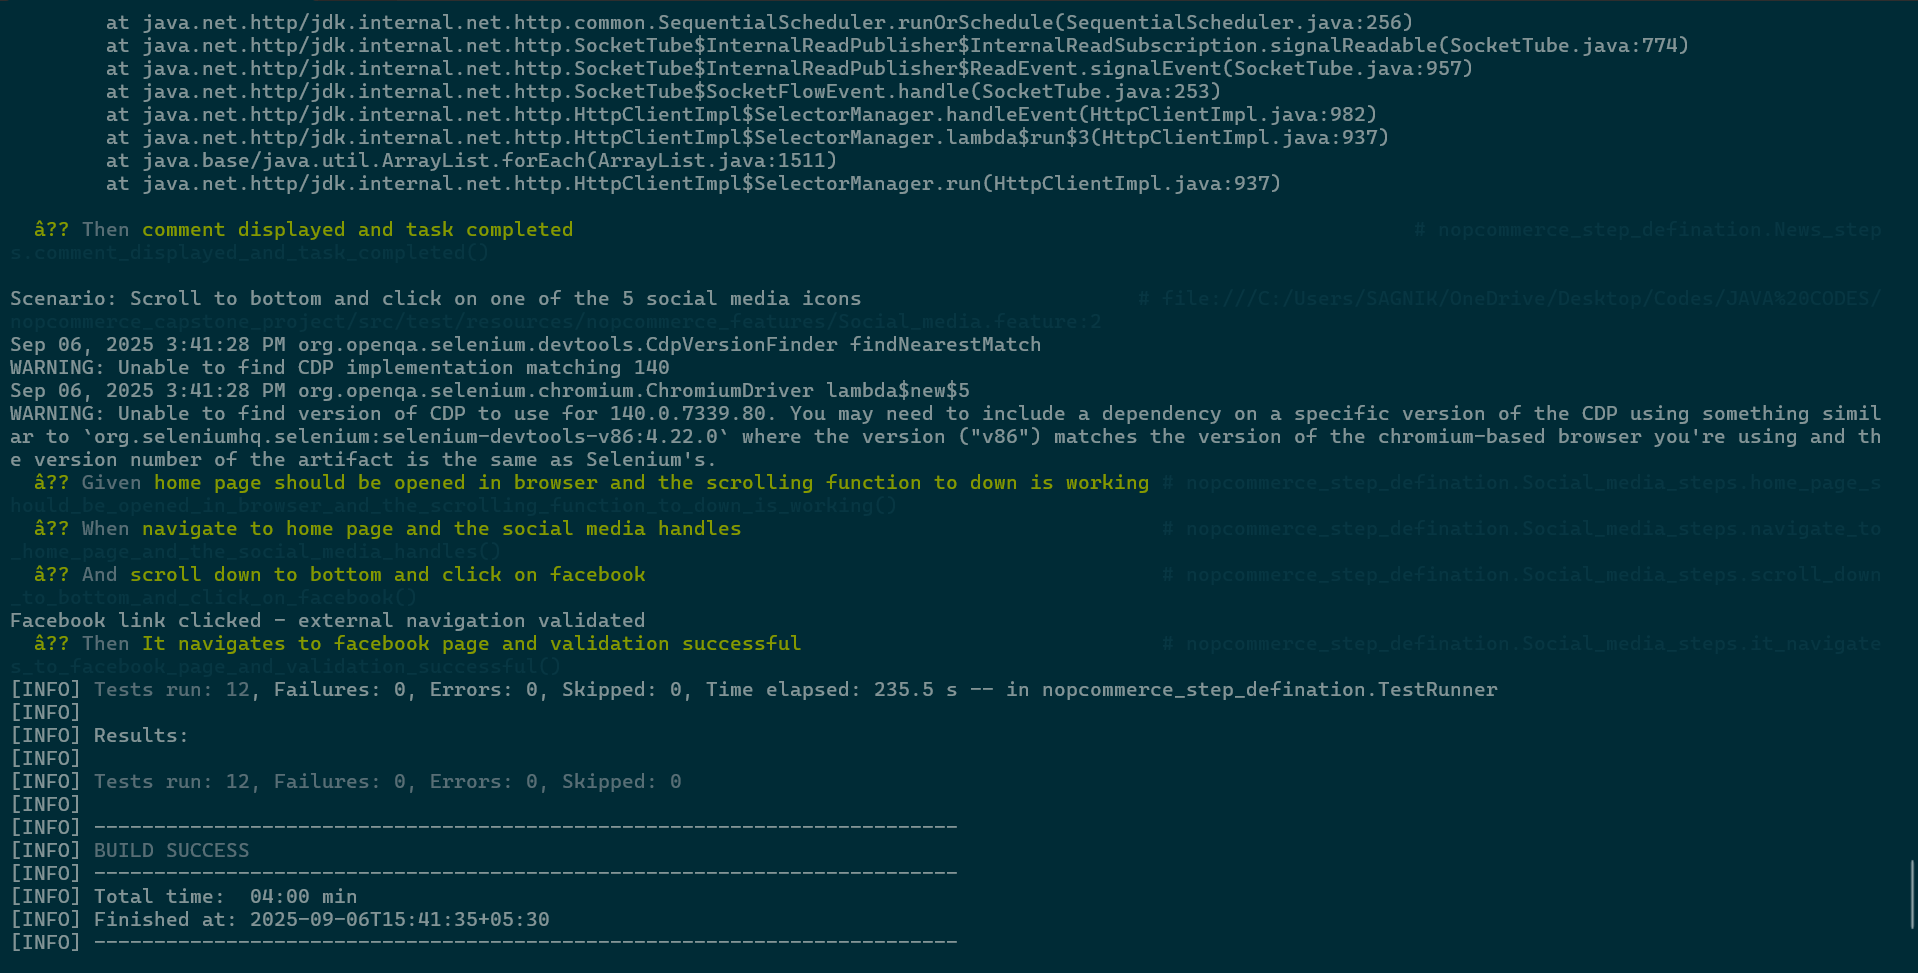 at java.net.http/jdk.internal.net.http.common.SequentialScheduler.runOrSchedule(SequentialScheduler.java:256)
at java.net.http/jdk.internal.net.http.SocketTube$InternalReadPublisher$InternalReadSubscription.signalReadable(SocketTube.java:774)
at java.net.http/jdk.internal.net.http.SocketTube$InternalReadPublisher$ReadEvent.signalEvent(SocketTube.java:957)
at java.net.http/jdk.internal.net.http.SocketTube$SocketFlowEvent.handle(SocketTube.java:253)
at java.net.http/jdk.internal.net.http.HttpClientImpl$SelectorManager.handleEvent(HttpClientImpl.java:982)
at java.net.http/jdk.internal.net.http.HttpClientImpl$SelectorManager.lambda$run$3(HttpClientImpl.java:937)
at java.base/java.util.ArrayList.forEach(ArrayList.java:1511)
at java.net.http/jdk.internal.net.http.HttpClientImpl$SelectorManager.run(HttpClientImpl.java:937)
â?? Then comment displayed and task completed # nopcommerce_step_defination.News_step
s.comment_displayed_and_task_completed()
Scenario: Scroll to bottom and click on one of the 5 social media icons # file:///C:/Users/SAGNIK/OneDrive/Desktop/Codes/JAVA%20CODES/
nopcommerce_capstone_project/src/test/resources/nopcommerce_features/Social_media.feature:2
Sep 06, 2025 3:41:28 PM org.openqa.selenium.devtools.CdpVersionFinder findNearestMatch
WARNING: Unable to find CDP implementation matching 140
Sep 06, 2025 3:41:28 PM org.openqa.selenium.chromium.ChromiumDriver lambda$new$5
WARNING: Unable to find version of CDP to use for 140.0.7339.80. You may need to include a dependency on a specific version of the CDP using something simil
ar to `org.seleniumhq.selenium:selenium-devtools-v86:4.22.0` where the version ("v86") matches the version of the chromium-based browser you're using and th
e version number of the artifact is the same as Selenium's.
â?? Given home page should be opened in browser and the scrolling function to down is working # nopcommerce_step_defination.Social_media_steps.home_page_s
hould_be_opened_in_browser_and_the_scrolling_function_to_down_is_working()
â?? When navigate to home page and the social media handles # nopcommerce_step_defination.Social_media_steps.navigate_to
_home_page_and_the_social_media_handles()
â?? And scroll down to bottom and click on facebook # nopcommerce_step_defination.Social_media_steps.scroll_down
_to_bottom_and_click_on_facebook()
Facebook link clicked - external navigation validated
â?? Then It navigates to facebook page and validation successful # nopcommerce_step_defination.Social_media_steps.it_navigate
s_to_facebook_page_and_validation_successful()
[INFO] Tests run: 12, Failures: 0, Errors: 0, Skipped: 0, Time elapsed: 235.5 s -- in nopcommerce_step_defination.TestRunner
[INFO]
[INFO] Results:
[INFO]
[INFO] Tests run: 12, Failures: 0, Errors: 0, Skipped: 0
[INFO]
[INFO] ------------------------------------------------------------------------
[INFO] BUILD SUCCESS
[INFO] ------------------------------------------------------------------------
[INFO] Total time:  04:00 min
[INFO] Finished at: 2025-09-06T15:41:35+05:30
[INFO] ------------------------------------------------------------------------